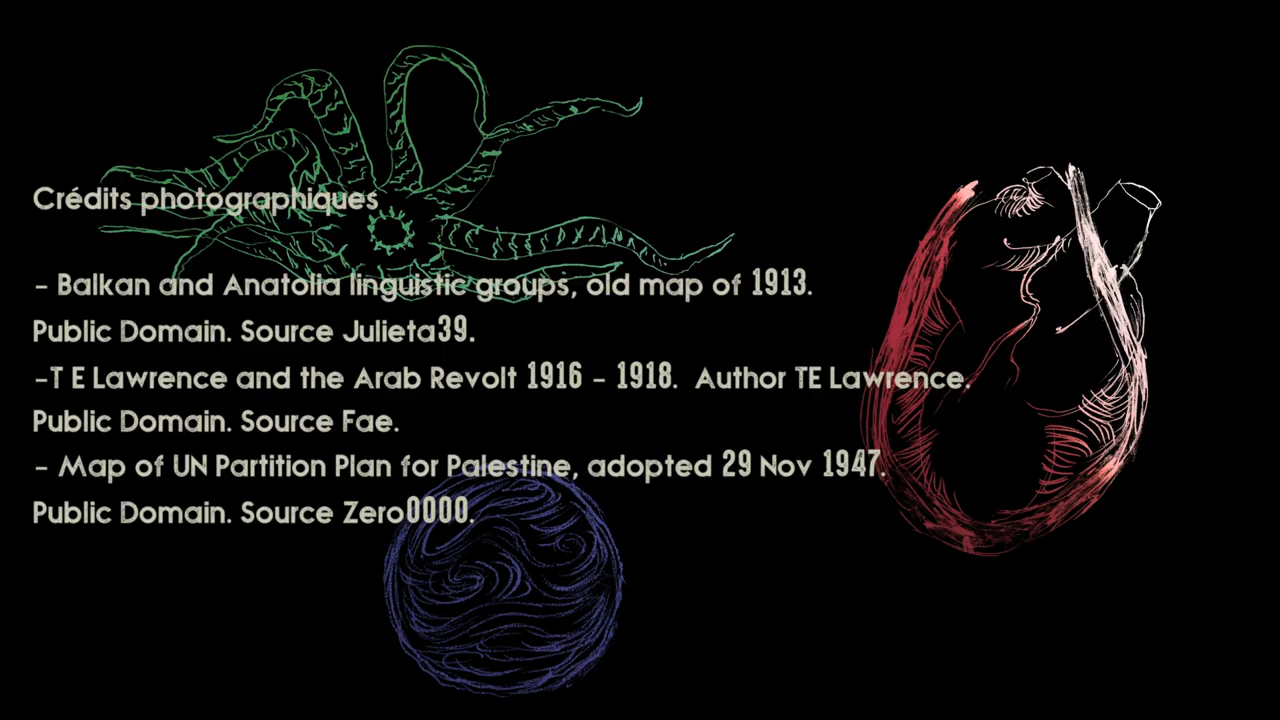 Crédits photographiques
- Balkan and Anatolia linguistic groups, old map of 1913.
Public Domain. Source Julieta39.
-T E Lawrence and the Arab Revolt 1916 - 1918. Author TE Lawrence.
Public Domain. Source Fae.
- Map of UN Partition Plan for Palestine, adopted 29 Nov 1947.
Public Domain. Source Zero0000.